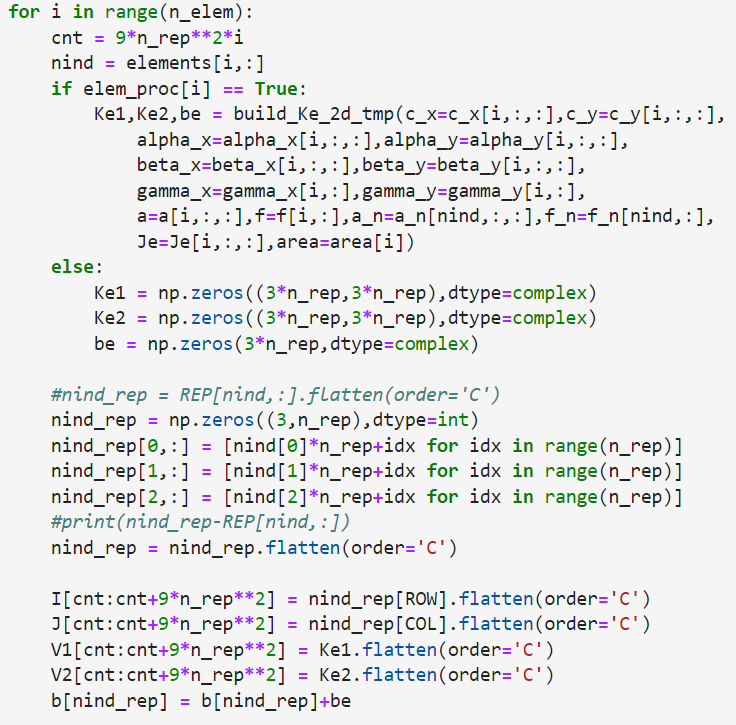 for i in range(n_elem):
    cnt = 9*n_rep**2*i
    nind = elements[i,:]
    if elem_proc[i] == True:
        Ke1,Ke2,be = build_Ke_2d_tmp(c_x=c_x[i,:,:],c_y=c_y[i,:,:],
            alpha_x=alpha_x[i,:,:],alpha_y=alpha_y[i,:,:],
            beta_x=beta_x[i,:,:],beta_y=beta_y[i,:,:],
            gamma_x=gamma_x[i,:],gamma_y=gamma_y[i,:],
            a=a[i,:,:],f=f[i,:],a_n=a_n[nind,:,:],f_n=f_n[nind,:],
            Je=Je[i,:,:],area=area[i])
    else:
        Ke1 = np.zeros((3*n_rep,3*n_rep),dtype=complex)
        Ke2 = np.zeros((3*n_rep,3*n_rep),dtype=complex)
        be = np.zeros(3*n_rep,dtype=complex)
    #nind_rep = REP[nind,:].flatten(order='C')
    nind_rep = np.zeros((3,n_rep),dtype=int)
    nind_rep[0,:] = [nind[0]*n_rep+idx for idx in range(n_rep)]
    nind_rep[1,:] = [nind[1]*n_rep+idx for idx in range(n_rep)]
    nind_rep[2,:] = [nind[2]*n_rep+idx for idx in range(n_rep)]
    #print(nind_rep-REP[nind,:])
    nind_rep = nind_rep.flatten(order='C')
    I[cnt:cnt+9*n_rep**2] = nind_rep[ROW].flatten(order='C')
    J[cnt:cnt+9*n_rep**2] = nind_rep[COL].flatten(order='C')
    V1[cnt:cnt+9*n_rep**2] = Ke1.flatten(order='C')
    V2[cnt:cnt+9*n_rep**2] = Ke2.flatten(order='C')
    b[nind_rep] = b[nind_rep]+be